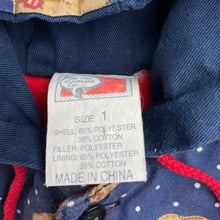 SIZE: 1
SHELL: 65% POLYESTER
35% COTTON
FILLER: POLYESTER
LINING: 65% POLYESTER
35% COTTON
MADE IN CHINA